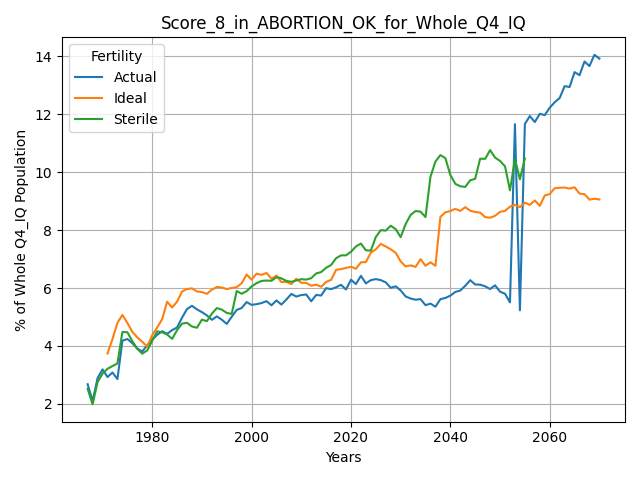 Score_8_in_ABORTION_OK_for_Whole_Q4_IQ
Fertility
Actual
Ideal
Sterile
% of Whole Q4_IQ Population
14
12
10
8
6
4
2
1980
2000
2020
2040
2060
Years